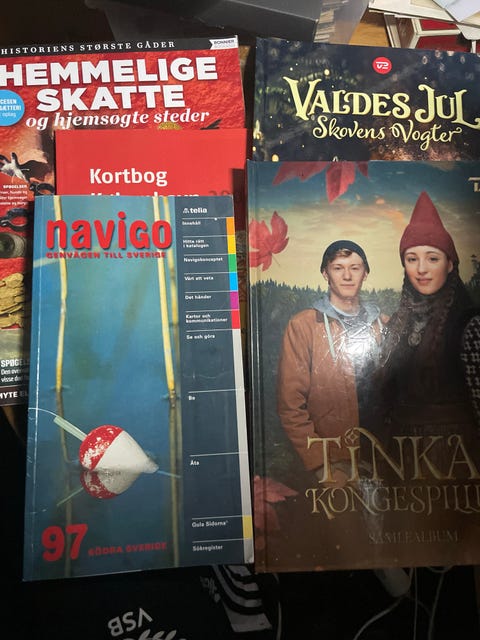 HISTORIENS STØRSTE GÅDER
BONNIER
HEMMELIGE
SKATTE
og hjemsøgte steder
Kortbog
navigo
GENVÄGEN TILL SVERIGE
telia
Innehåll
Hitta rätt
i katalogen
Navigokonceptet
Värt att veta
Det händer
Kartor och
kommunikationer
Se och göra
Bo
Äta
Gula Sidorna
Sökregister
97
SÖDRA SVERIGE
VALDES JUL
Skovens Vogter
TINKA
KONGESPILL
SAMLEALBUM
VSB